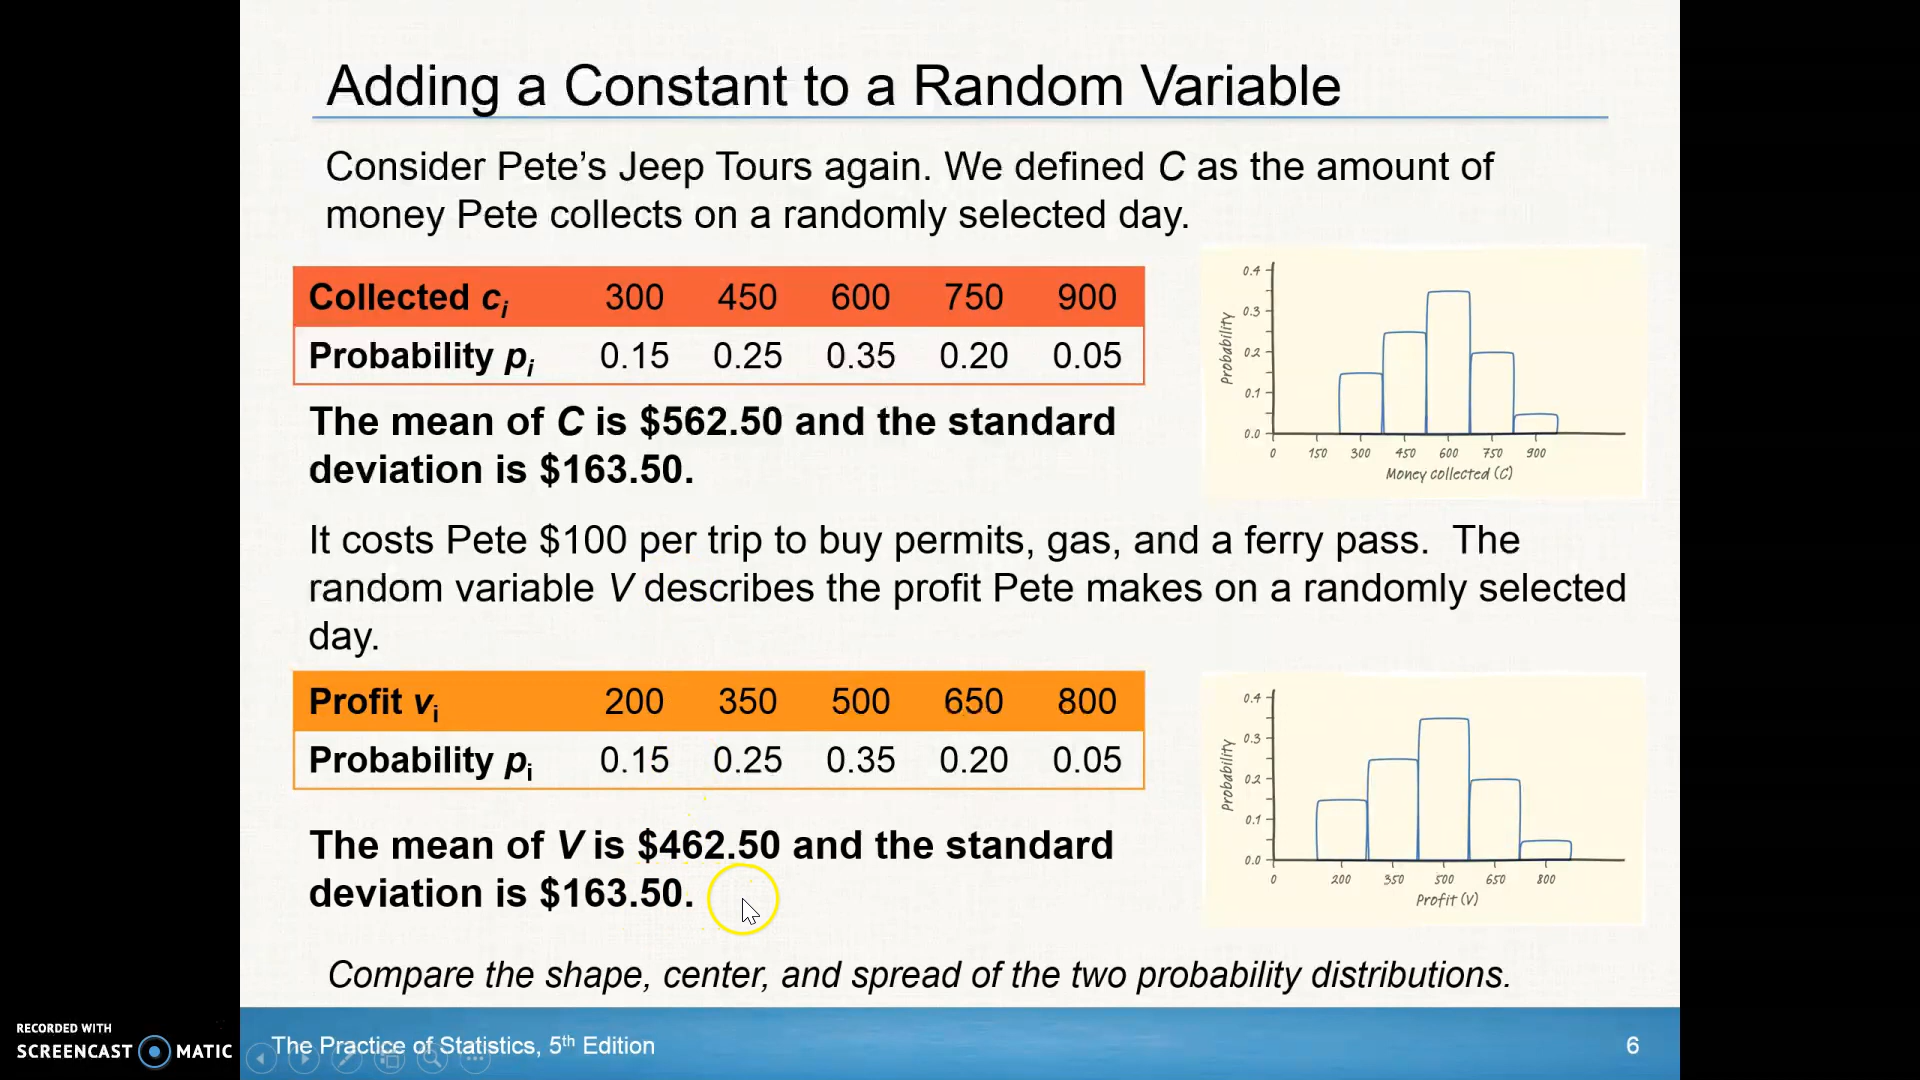 Adding a Constant to a Random Variable
Consider Pete’s Jeep Tours again. We defined C as the amount of
money Pete collects on a randomly selected day.
Collected ci 300 450 600 750 900
Probability pi 0.15 0.25 0.35 0.20 0.05
0.4
0.3
0.2
0.1
0.0
Probability
0 150 300 450 600 750 900
Money collected (C)
The mean of C is $562.50 and the standard
deviation is $163.50.
It costs Pete $100 per trip to buy permits, gas, and a ferry pass. The
random variable V describes the profit Pete makes on a randomly selected
day.
Profit vi 200 350 500 650 800
Probability pi 0.15 0.25 0.35 0.20 0.05
0.4
0.3
0.2
0.1
0.0
Probability
0 200 350 500 650 800
Profit (V)
The mean of V is $462.50 and the standard
deviation is $163.50.
Compare the shape, center, and spread of the two probability distributions.
RECORDED WITH
SCREENCAST MATIC
The Practice of Statistics, 5th Edition
6